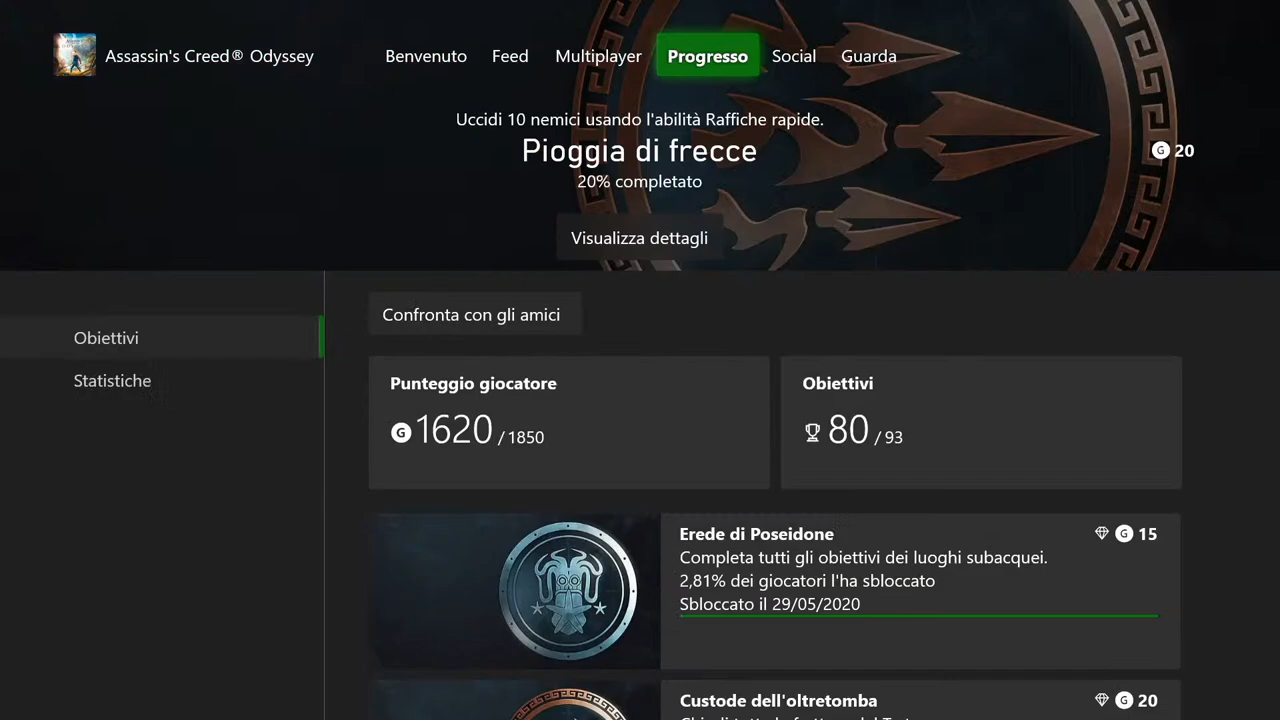 Assassin's Creed® Odyssey
Benvenuto Feed Multiplayer Progresso Social Guarda
Uccidi 10 nemici usando l'abilità Raffiche rapide.
Pioggia di frecce
G 20
20% completato
Visualizza dettagli
Obiettivi
Statistiche
Confronta con gli amici
Punteggio giocatore
G 1620 / 1850
Obiettivi
80 / 93
Erede di Poseidone
G 15
Completa tutti gli obiettivi dei luoghi subacquei.
2,81% dei giocatori l'ha sbloccato
Sbloccato il 29/05/2020
Custode dell'oltretomba
G 20